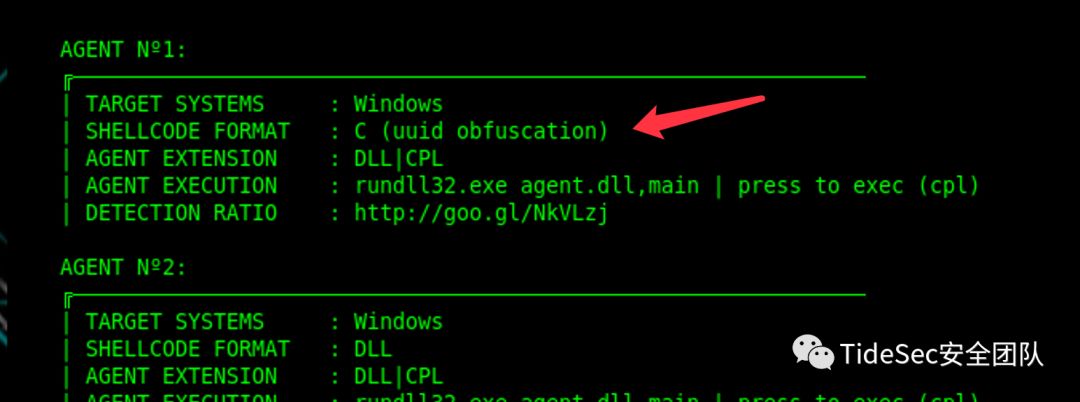 AGENT Nº1:
TARGET SYSTEMS : Windows
SHELLCODE FORMAT : C (uuid obfuscation)
AGENT EXTENSION : DLL|CPL
AGENT EXECUTION : rundll32.exe agent.dll,main | press to exec (cpl)
DETECTION RATIO : http://goo.gl/NkVLzj
AGENT Nº2:
TARGET SYSTEMS : Windows
SHELLCODE FORMAT : DLL
AGENT EXTENSION : DLL|CPL
AGENT EXECUTION : rundll32.exe agent.dll,main | press to exec (cpl)
TideSec安全团队